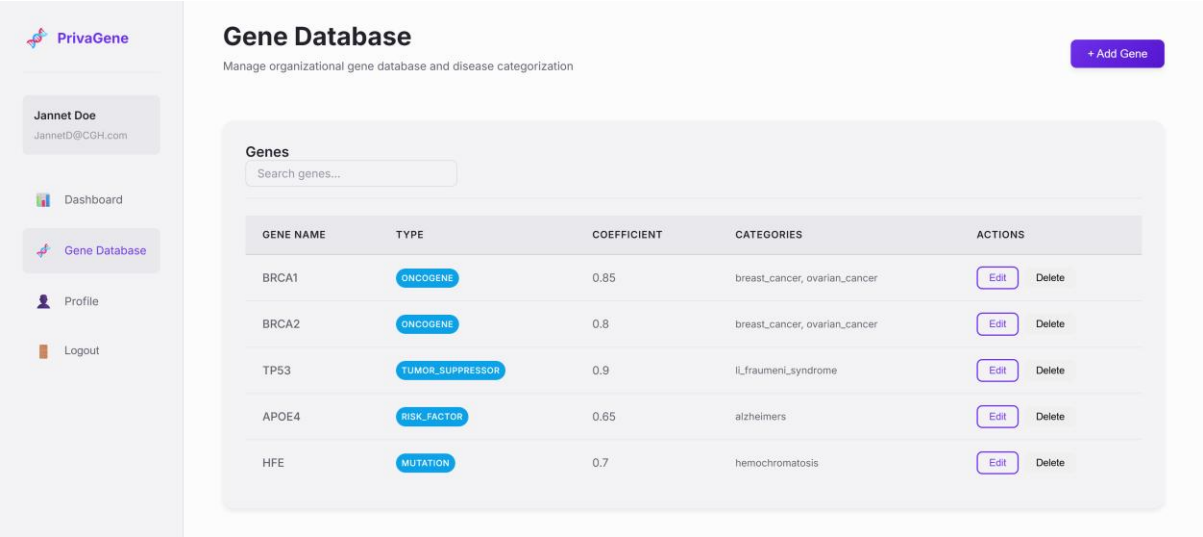 PrivaGene
Jannet Doe
JannetD@CGH.com
Dashboard
Gene Database
Profile
Logout
Gene Database
Manage organizational gene database and disease categorization
+ Add Gene
Genes
Search genes...
GENE NAME TYPE COEFFICIENT CATEGORIES ACTIONS
BRCA1 ONCOGENE 0.85 breast_cancer, ovarian_cancer Edit Delete
BRCA2 ONCOGENE 0.8 breast_cancer, ovarian_cancer Edit Delete
TP53 TUMOR_SUPPRESSOR 0.9 li_fraumeni_syndrome Edit Delete
APOE4 RISK_FACTOR 0.65 alzheimers Edit Delete
HFE MUTATION 0.7 hemochromatosis Edit Delete